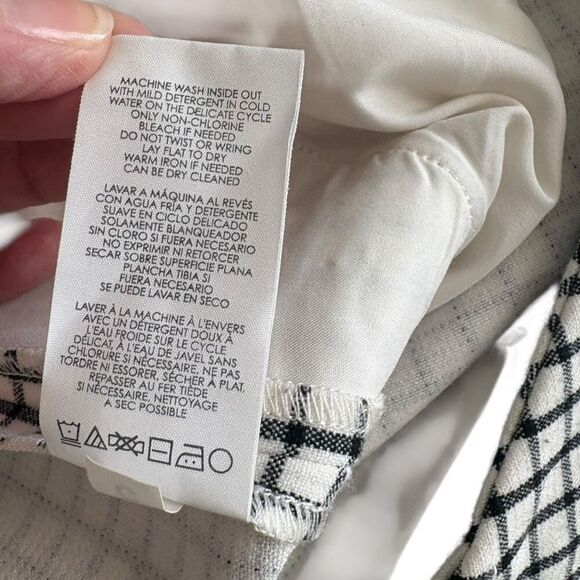 MACHINE WASH INSIDE OUT
WITH MILD DETERGENT IN COLD
WATER ON THE DELICATE CYCLE
ONLY NON-CHLORINE
BLEACH IF NEEDED
DO NOT TWIST OR WRING
LAY FLAT TO DRY
WARM IRON IF NEEDED
CAN BE DRY CLEANED
LAVAR A MÁQUINA AL REVÉS
CON AGUA FRÍA Y DETERGENTE
SUAVE EN CICLO DELICADO
SOLAMENTE BLANQUEADOR
SIN CLORO SI FUERA NECESARIO
NO EXPRIMIR NI RETORCER
SECAR SOBRE SUPERFICIE PLANA
PLANCHA TIBIA SI
FUERA NECESARIO
SE PUEDE LAVAR EN SECO
LAVER À LA MACHINE À L'ENVERS
AVEC UN DÉTERGENT DOUX À
L'EAU FROIDE SUR LE CYCLE
DÉLICAT, À L'EAU DE JAVEL SANS
CHLORURE SI NÉCESSAIRE, NE PAS
TORDRE NI ESSORER, SÉCHER À PLAT,
REPASSER AU FER TIÈDE
SI NÉCESSAIRE, NETTOYAGE
A SEC POSSIBLE